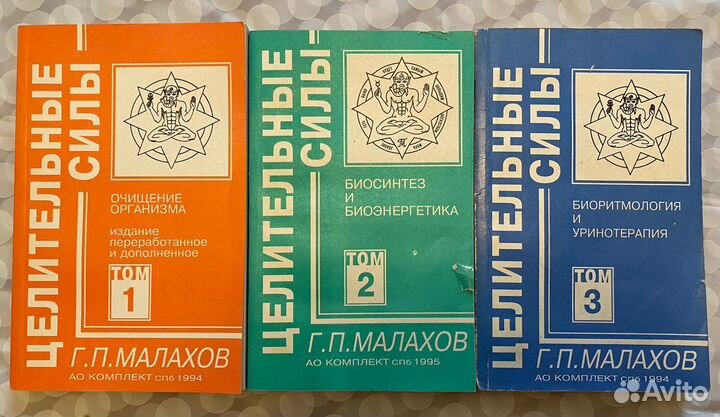 ЦЕЛИТЕЛЬНЫЕ
СИЛЫ
ОЧИЩЕНИЕ
ОРГАНИЗМА
издание
переработанное
и дополненное
ТОМ
1
Г.П.МАЛАХОВ
АО КОМПЛЕКТ спб 1994
ЦЕЛИТЕЛЬНЫЕ
СИЛЫ
БИОСИНТЕЗ
И
БИОЭНЕРГЕТИКА
ТОМ
2
Г.П.МАЛАХОВ
АО КОМПЛЕКТ спб 1995
ЦЕЛИТЕЛЬНЫЕ
СИЛЫ
БИОРИТМОЛОГИЯ
И
УРИНОТЕРАПИЯ
ТОМ
3
Г.П.МАЛАХОВ
АО КОМПЛЕКТ спб 1994
Avito